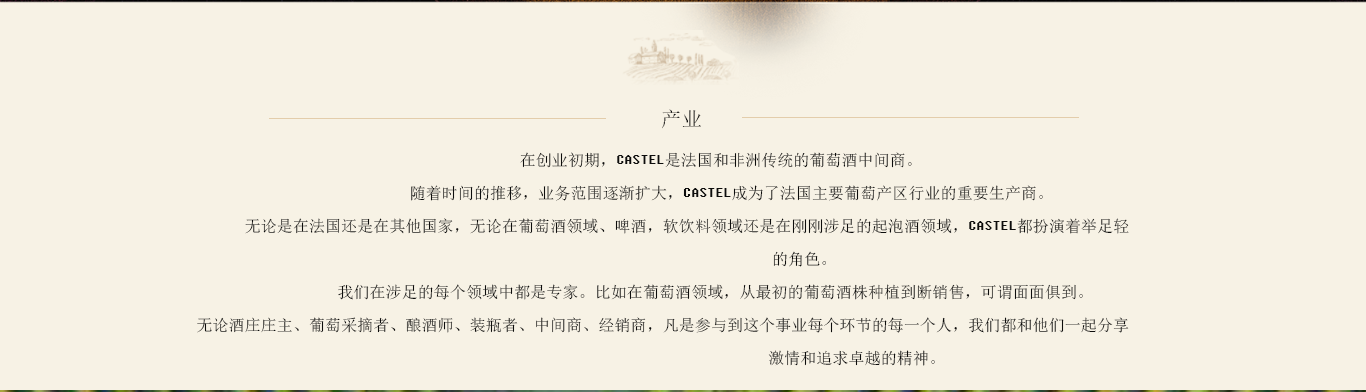 产业
在创业初期，CASTEL是法国和非洲传统的葡萄酒中间商。
随着时间的推移，业务范围逐渐扩大，CASTEL成为了法国主要葡萄产区行业的重要生产商。
无论是在法国还是在其他国家，无论在葡萄酒领域、啤酒，软饮料领域还是在刚刚涉足的起泡酒领域，CASTEL都扮演着举足轻
的角色。
我们在涉足的每个领域中都是专家。比如在葡萄酒领域，从最初的葡萄酒株种植到断销售，可谓面面俱到。
无论酒庄庄主、葡萄采摘者、酿酒师、装瓶者、中间商、经销商，凡是参与到这个事业每个环节的每一个人，我们都和他们一起分享
激情和追求卓越的精神。